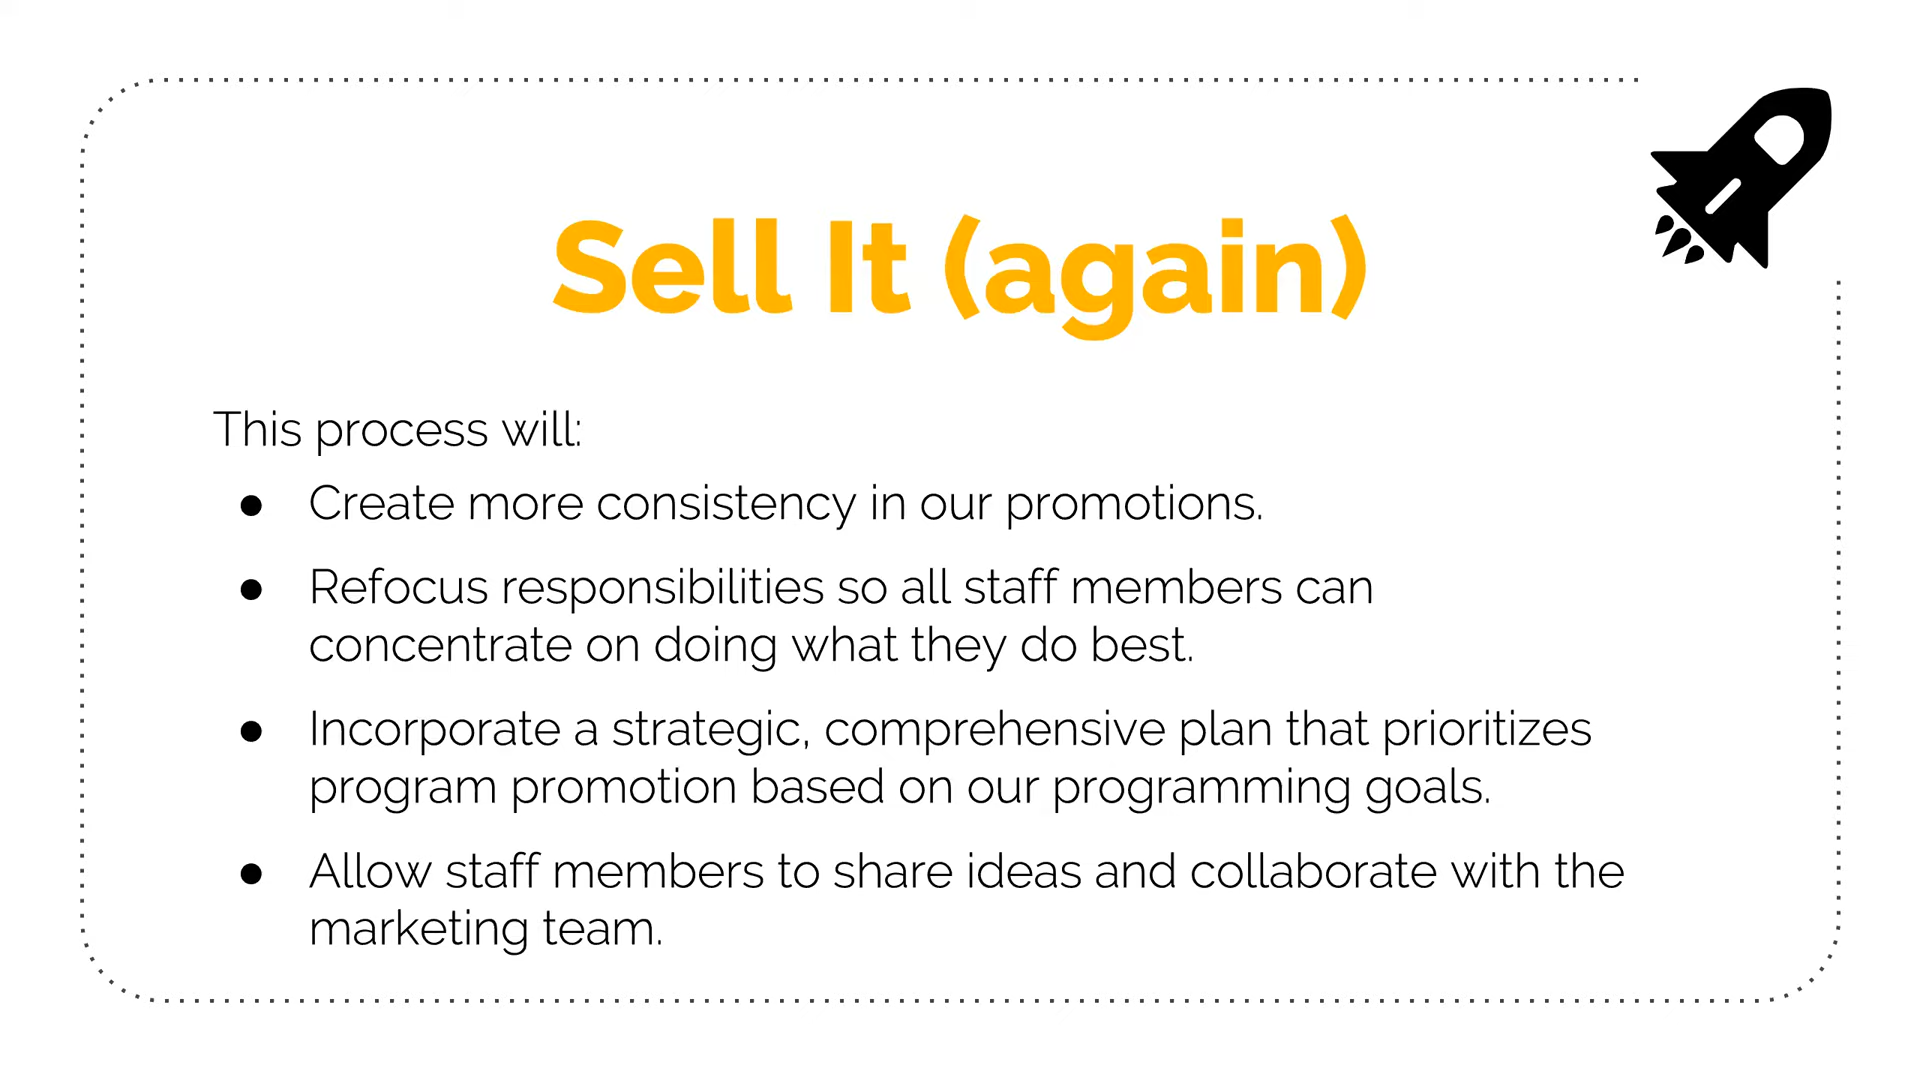 Sell It (again)
This process will:
● Create more consistency in our promotions.
● Refocus responsibilities so all staff members can
concentrate on doing what they do best.
● Incorporate a strategic, comprehensive plan that prioritizes
program promotion based on our programming goals.
● Allow staff members to share ideas and collaborate with the
marketing team.